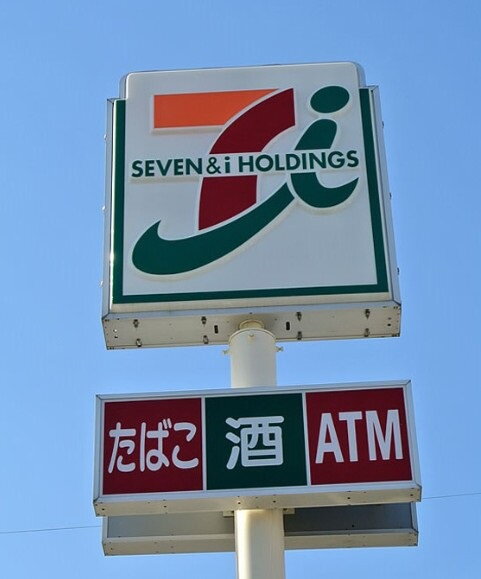 SEVEN & i HOLDINGS
たばこ 酒 ATM